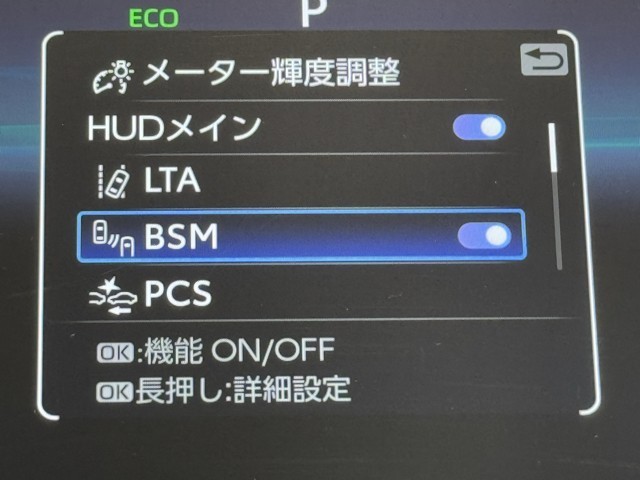 ECO P
メーター輝度調整
HUDメイン
LTA
BSM
PCS
OK:機能 ON/OFF
OK長押し:詳細設定